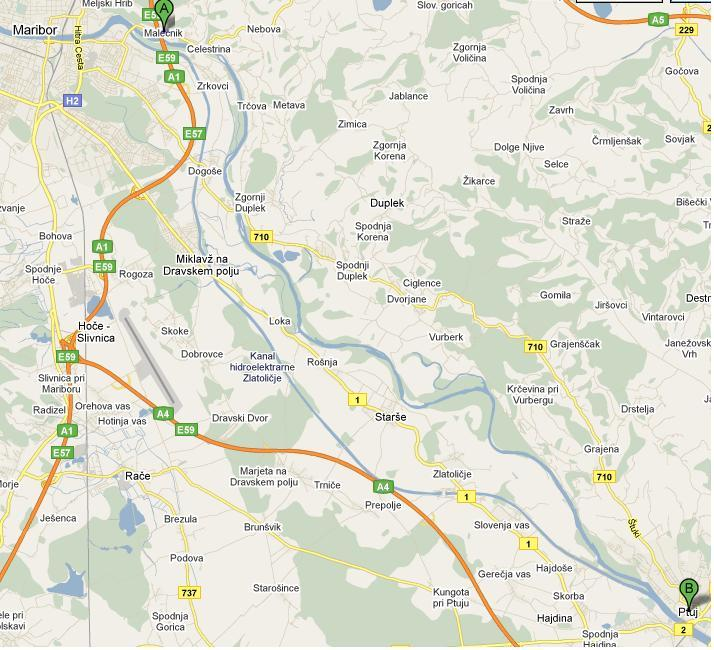 Meljski Hrib
A
E5
Slov. goricah
A5
229
Maribor
Hitra Cesta
Malečnik
Nebova
Celestrina
E59
A1
Zgornja
Voličina
Gočova
Zrkovci
Spodnja
Voličina
H2
Trčova
Metava
Jablance
Zavrh
E57
Zimica
Črmljenšak
Sovjak
Zgornja
Korena
Dolge Njive
Selce
Dogoše
Žikarce
Zgornji
Duplek
Duplek
Bohova
710
Spodnja
Korena
Straže
A1
E59
Miklavž na
Dravskem polju
Spodnje
Hoče
Rogoza
Spodnji
Duplek
Ciglence
Dvorjane
Gomila
Jiršovci
Vintarovci
Hoče -
Slivnica
Skoke
Loka
Vurberk
710
Grajenščak
Janežovski
Vrh
E59
Dobrovce
Kanal
hidroelektrarne
Zlatoličje
Rošnja
Slivnica pri
Mariboru
Krčevina pri
Vurbergu
Radizel
Orehova vas
Hotinja vas
A4
E59
Dravski Dvor
1
Starše
Drstelja
A1
E57
Grajena
Rače
Marjeta na
Dravskem polju
Trniče
Zlatoličje
710
A4
1
Prepolje
Ješenca
Brezula
Brunšvik
Slovenja vas
1
Štuki
Podova
Gerečja vas
Hajdoše
737
Starošince
Kungota
pri Ptuju
Skorba
B
Ptuj
Spodnja
Gorica
Hajdina
2
Spodnja
Hajdina